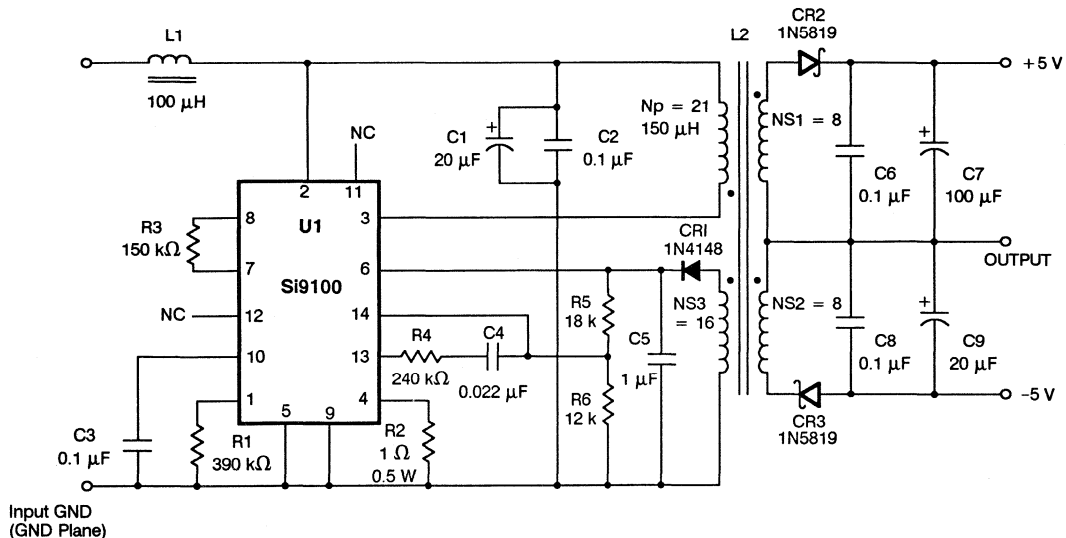 L1
100 µH
NC
2
11
U1
Si9100
8
7
12
10
1
5
9
3
6
14
13
4
R3
150 kΩ
NC
C3
0.1 µF
R1
390 kΩ
R2
1 Ω
0.5 W
R4
240 kΩ
C4
0.022 µF
C1
+
20 µF
C2
0.1 µF
R5
18 k
R6
12 k
C5
1 µF
CRI
1N4148
Np = 21
150 µH
L2
NS1 = 8
NS3
= 16
NS2 = 8
CR2
1N5819
CR3
1N5819
C6
0.1 µF
+
C7
100 µF
C8
0.1 µF
+
C9
20 µF
+5 V
OUTPUT
−5 V
Input GND
(GND Plane)